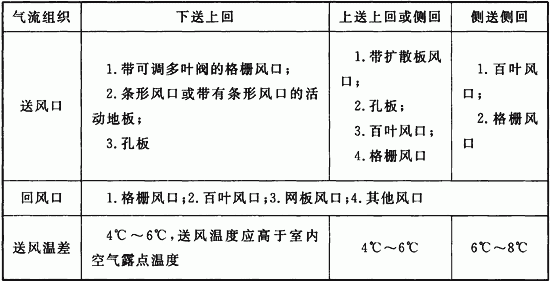 气流组织 下送上回 上送上回或侧回 侧送侧回
送风口
1.带可调多叶阀的格栅风口；
2.条形风口或带有条形风口的活
动地板；
3.孔板
1.带扩散板风
口；
2.孔板；
3.百叶风口；
4.格栅风口
1.百叶风
口；
2.格栅风
口
回风口 1.格栅风口；2.百叶风口；3.网板风口；4.其他风口
送风温差
4℃～6℃，送风温度应高于室内
空气露点温度
4℃～6℃
6℃～8℃